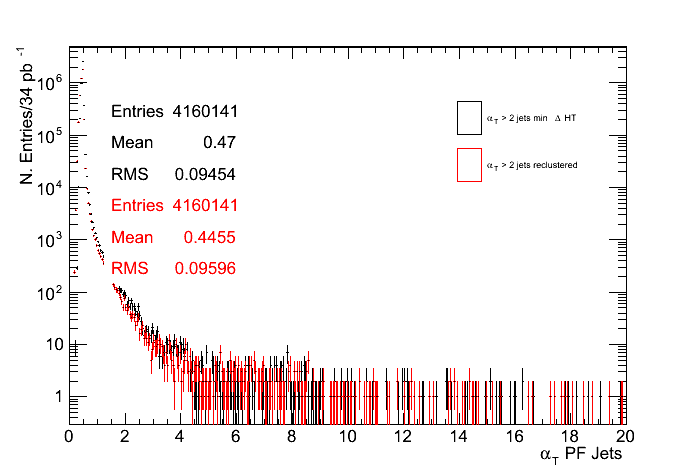 N. Entries/34 pb ⁻¹
10⁶
10⁵
10⁴
10³
10²
10
1
Entries 4160141
Mean 0.47
RMS 0.09454
Entries 4160141
Mean 0.4455
RMS 0.09596
α_T > 2 jets min Δ HT
α_T > 2 jets reclustered
0 2 4 6 8 10 12 14 16 18 20
α_T PF Jets